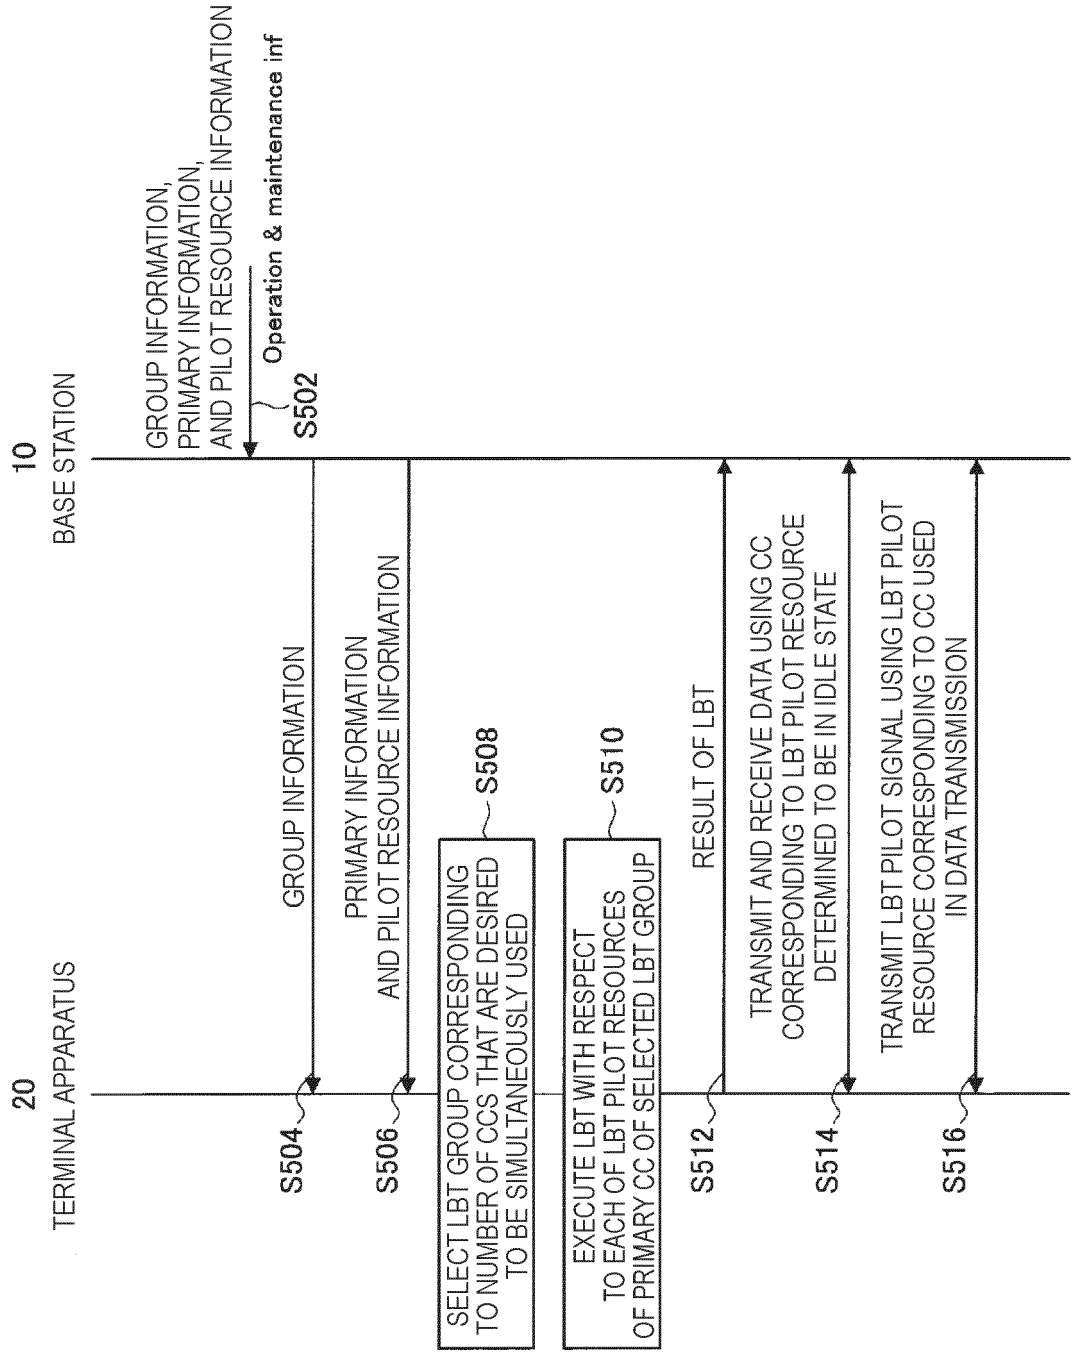 20
TERMINAL APPARATUS
10
BASE STATION
GROUP INFORMATION,
PRIMARY INFORMATION,
AND PILOT RESOURCE INFORMATION
Operation & maintenance inf
S502
GROUP INFORMATION
S504
PRIMARY INFORMATION
AND PILOT RESOURCE INFORMATION
S506
SELECT LBT GROUP CORRESPONDING
TO NUMBER OF CCS THAT ARE DESIRED
TO BE SIMULTANEOUSLY USED
S508
EXECUTE LBT WITH RESPECT
TO EACH OF LBT PILOT RESOURCES
OF PRIMARY CC OF SELECTED LBT GROUP
S510
RESULT OF LBT
S512
TRANSMIT AND RECEIVE DATA USING CC
CORRESPONDING TO LBT PILOT RESOURCE
DETERMINED TO BE IN IDLE STATE
S514
TRANSMIT LBT PILOT SIGNAL USING LBT PILOT
RESOURCE CORRESPONDING TO CC USED
IN DATA TRANSMISSION
S516